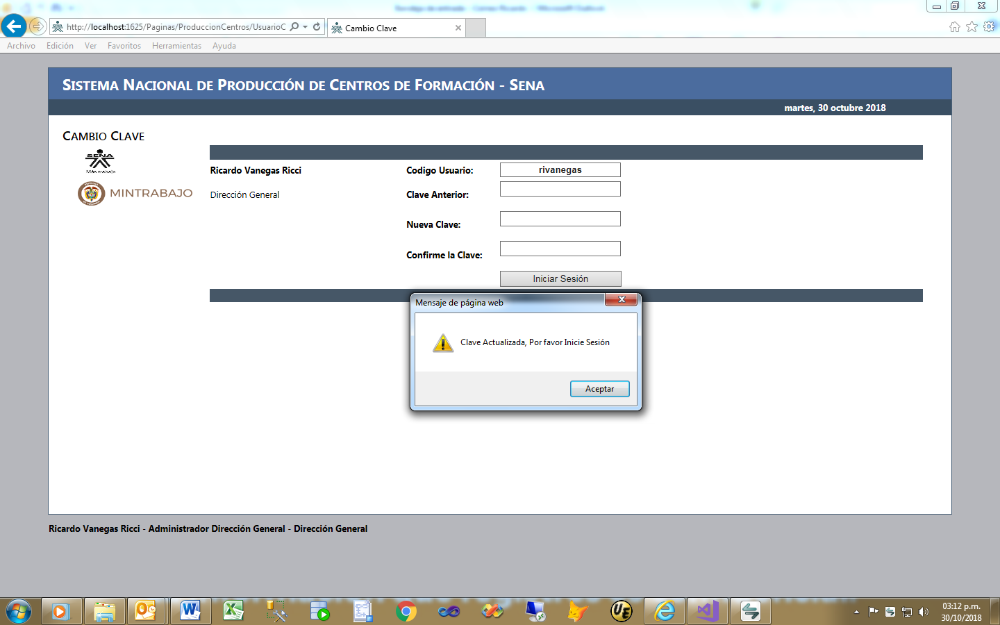 http://localhost:1625/Paginas/ProduccionCentros/UsuarioC
Cambio Clave
Archivo Edición Ver Favoritos Herramientas Ayuda
SISTEMA NACIONAL DE PRODUCCIÓN DE CENTROS DE FORMACIÓN - SENA
martes, 30 octubre 2018
CAMBIO CLAVE
SENA
Más trabajo
MINTRABAJO
Ricardo Vanegas Ricci
Dirección General
Codigo Usuario: rivanegas
Clave Anterior:
Nueva Clave:
Confirme la Clave:
Iniciar Sesión
Mensaje de página web
Clave Actualizada, Por favor Inicie Sesión
Aceptar
Ricardo Vanegas Ricci - Administrador Dirección General - Dirección General
03:12 p.m.
30/10/2018